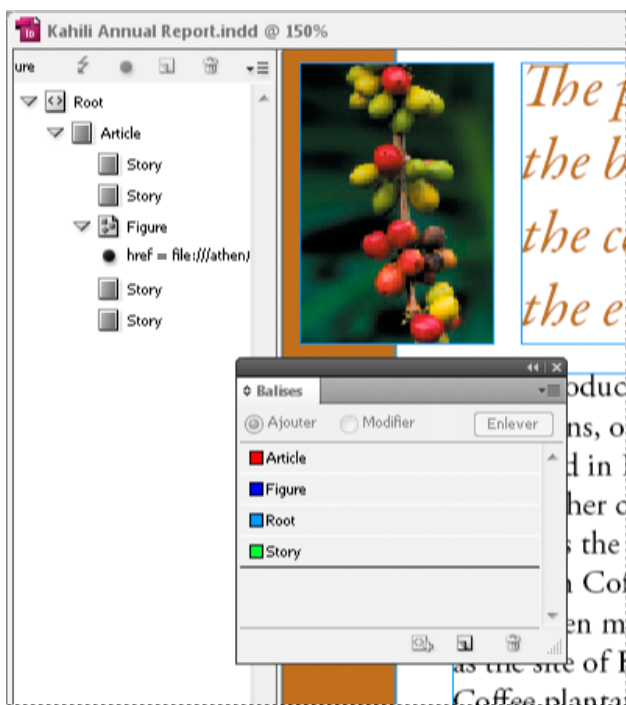 Kahili Annual Report.indd @ 150%
ure
Root
Article
Story
Story
Figure
href = file:///athen/
Story
Story
The p
the b
the ca
the e
Balises
Ajouter
Modifier
Enlever
Article
Figure
Root
Story
oduc
ns, o
d in
her c
s the
Cof
en m
as the site of
Coffee plantai